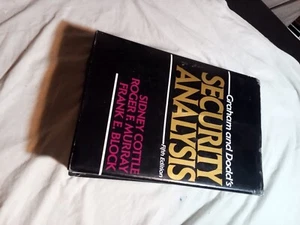 Graham and Dodd's
SECURITY
ANALYSIS
Fifth Edition
SIDNEY COTTLE
ROGER F. MURRAY
FRANK E. BLOCK